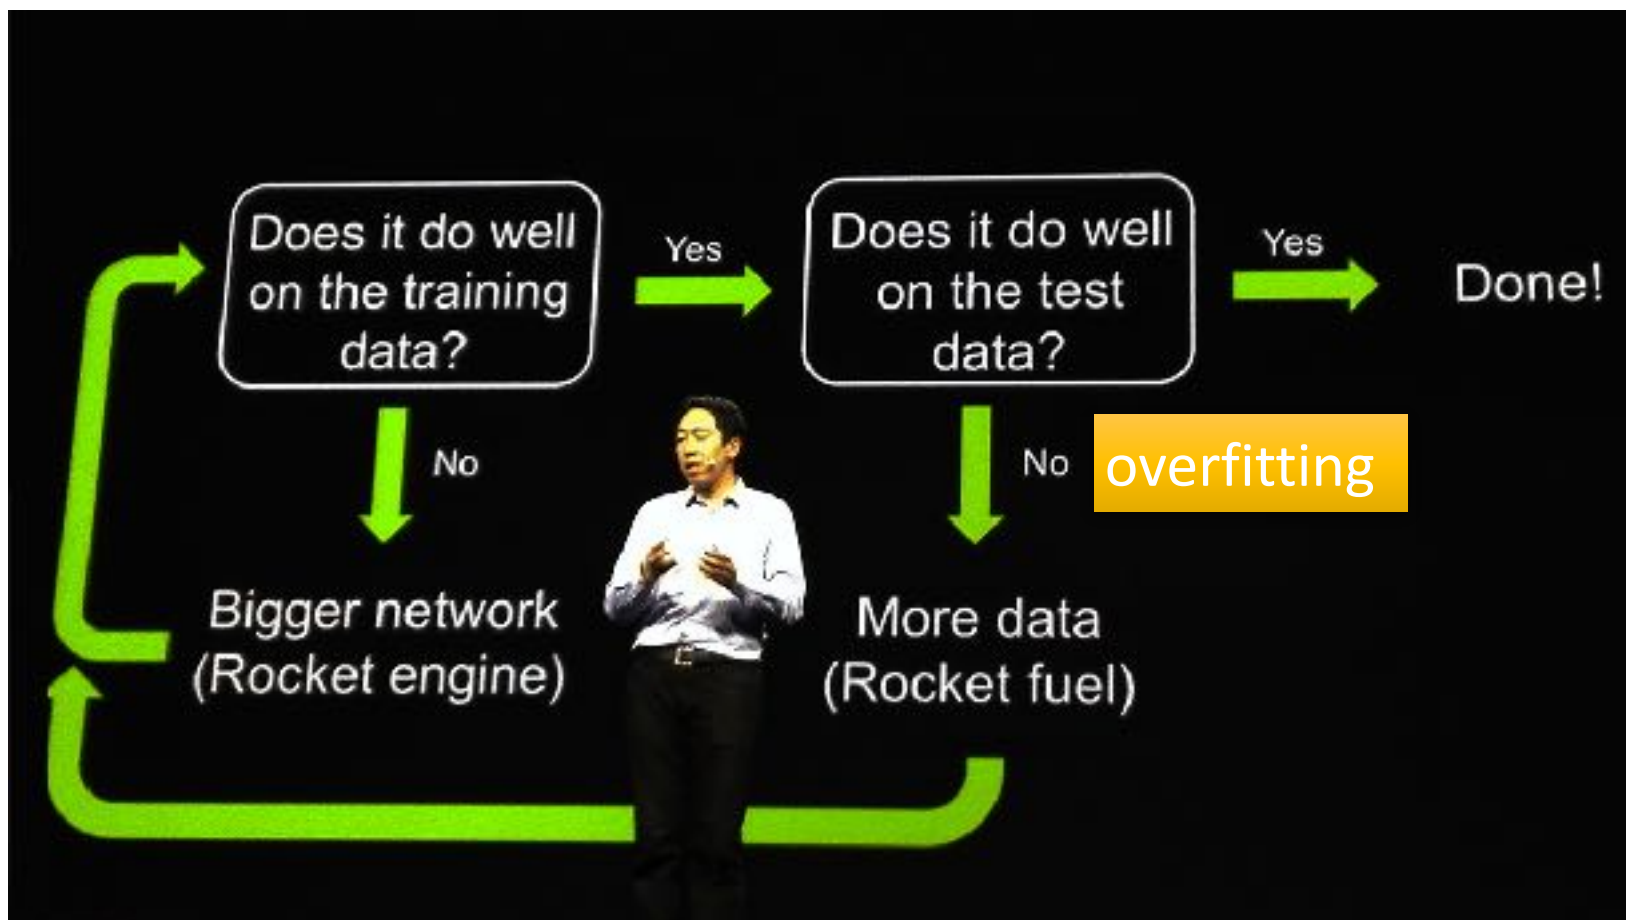 Does it do well
on the training
data?
Yes
Does it do well
on the test
data?
Yes
Done!
No
No
overfitting
Bigger network
(Rocket engine)
More data
(Rocket fuel)